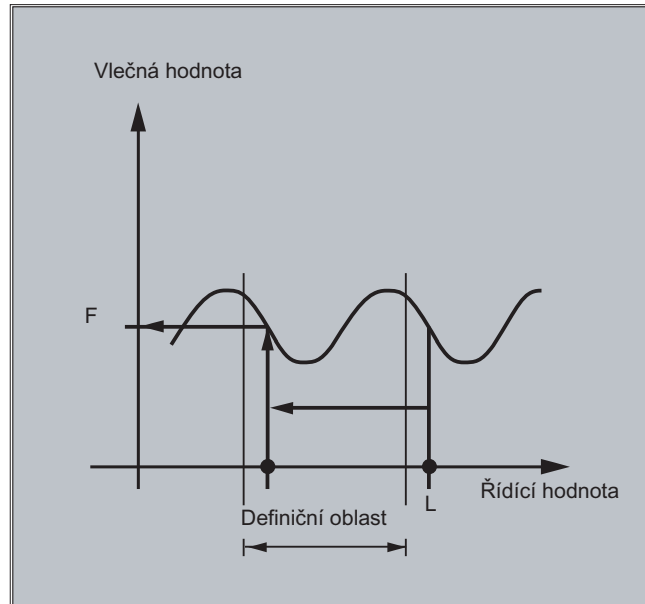 Vlečná hodnota
F
Řídící hodnota
L
Definiční oblast